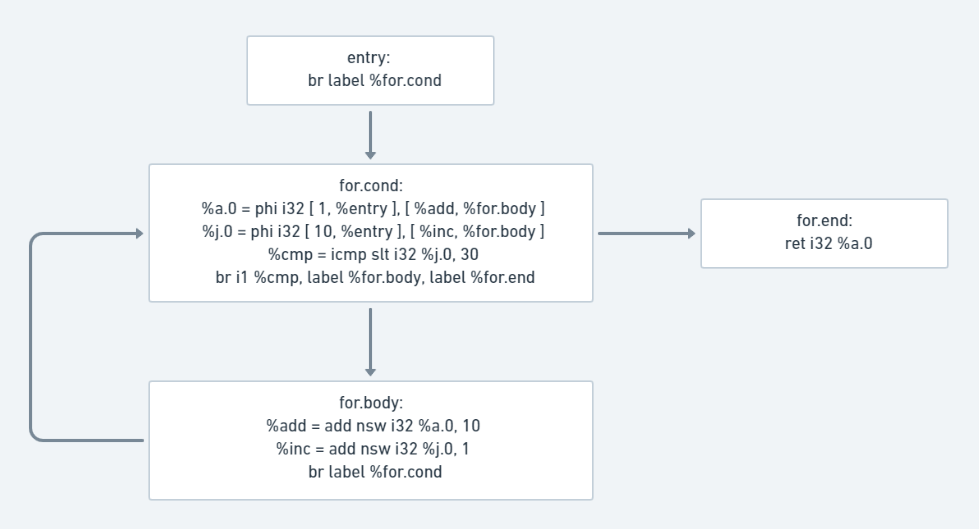 entry:
br label %for.cond
for.cond:
%a.0 = phi i32 [ 1, %entry ], [ %add, %for.body ]
%j.0 = phi i32 [ 10, %entry ], [ %inc, %for.body ]
%cmp = icmp slt i32 %j.0, 30
br i1 %cmp, label %for.body, label %for.end
for.end:
ret i32 %a.0
for.body:
%add = add nsw i32 %a.0, 10
%inc = add nsw i32 %j.0, 1
br label %for.cond